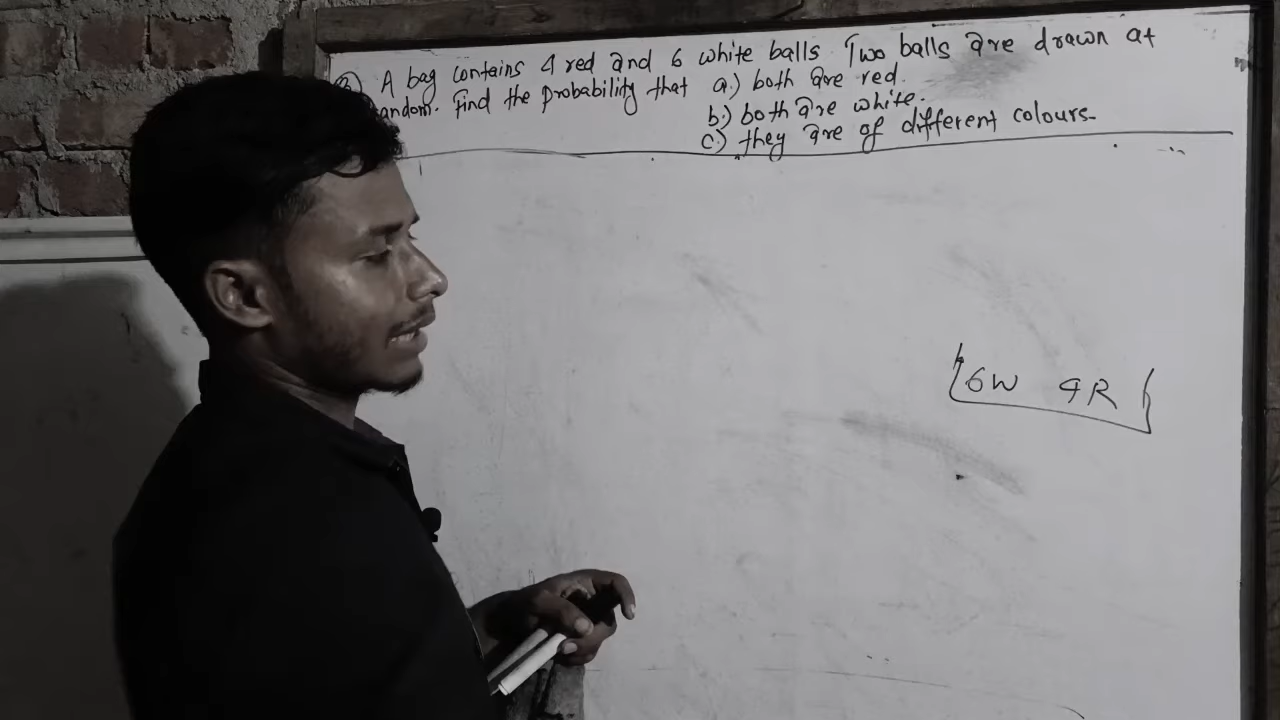 A bag contains 4 red and 6 white balls. Two balls are drawn at
random. Find the probability that a.) both are red.
b.) both are white.
c.) they are of different colours.
6W 4R